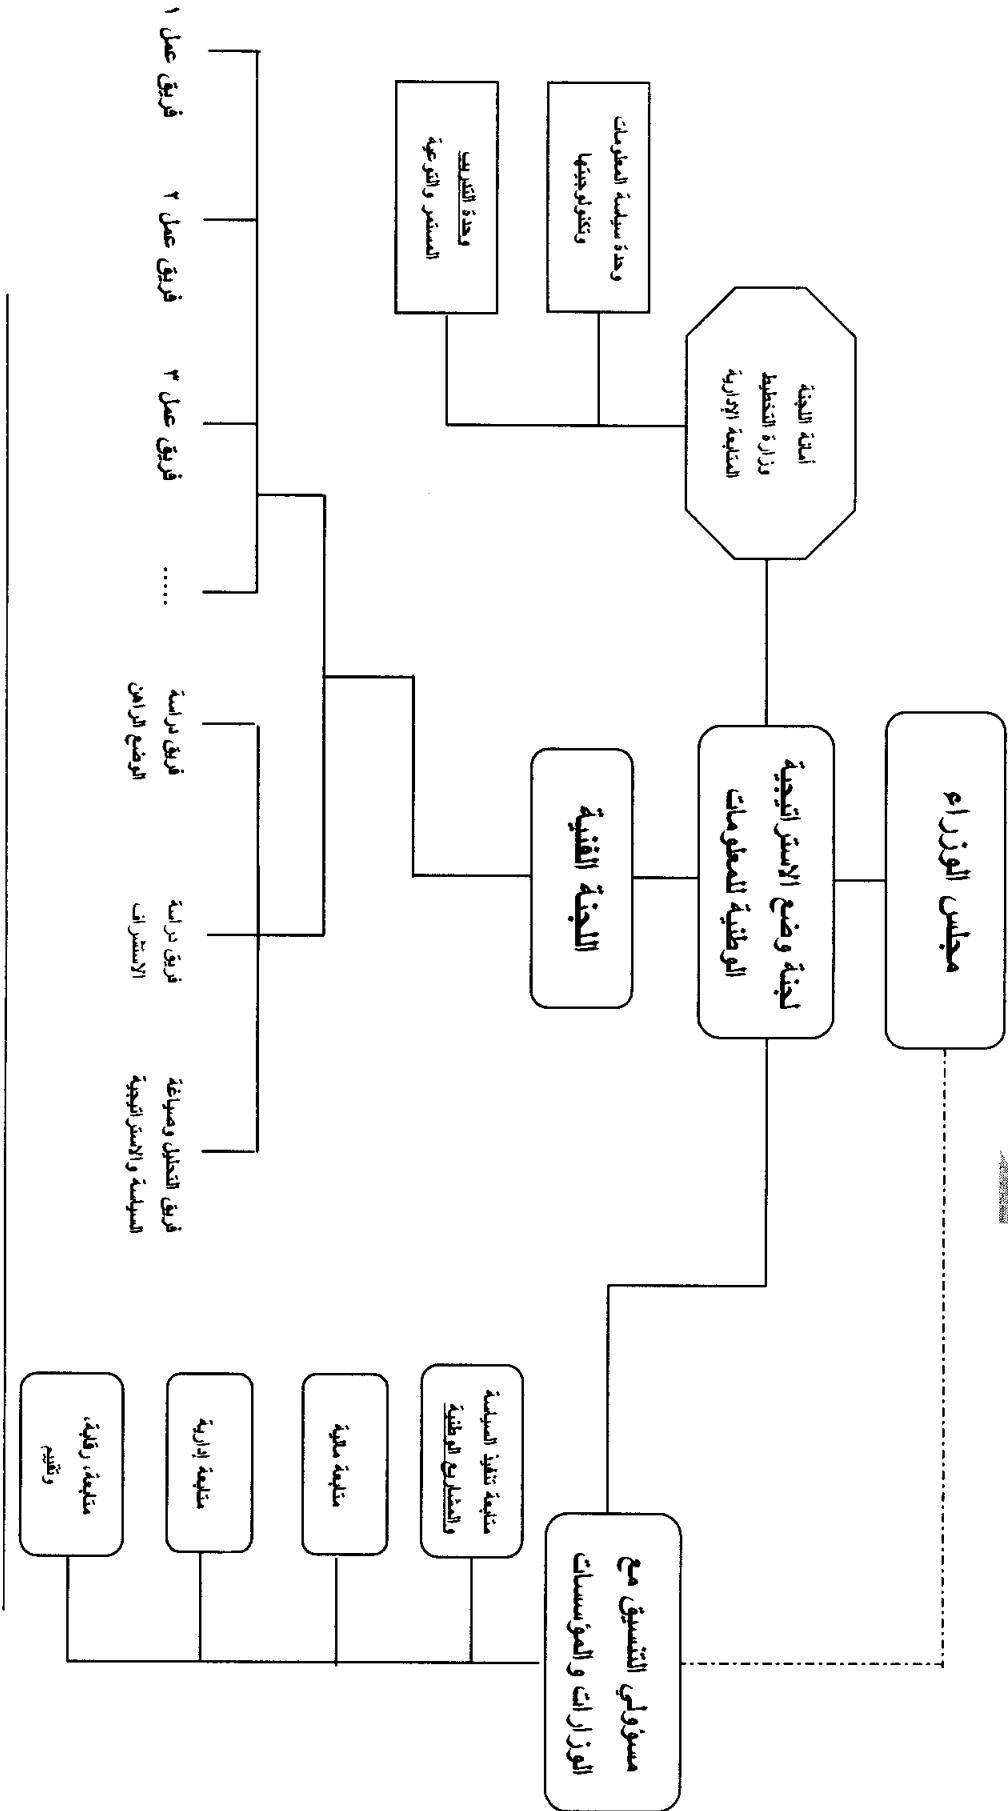 مجلس الوزراء
لجنة وضع الاستراتيجية
الوطنية للمعلومات
أمانة اللجنة
وزارة التخطيط
المتابعة الإدارية
وحدة سياسة المعلومات
وتكنولوجيتها
وحدة التدريب
المستمر والتوعية
اللجنة الفنية
مسؤولي التنسيق مع
الوزارات والمؤسسات
متابعة تنفيذ السياسة
والمشاريع الوطنية
متابعة مالية
متابعة إدارية
متابعة، رقابة،
وتقييم
فريق عمل ١
فريق عمل ٢
فريق عمل ٣
.....
فريق دراسة
الوضع الراهن
فريق دراسة
الاستشراف
فريق التحليل وصياغة
السياسة والاستراتيجية